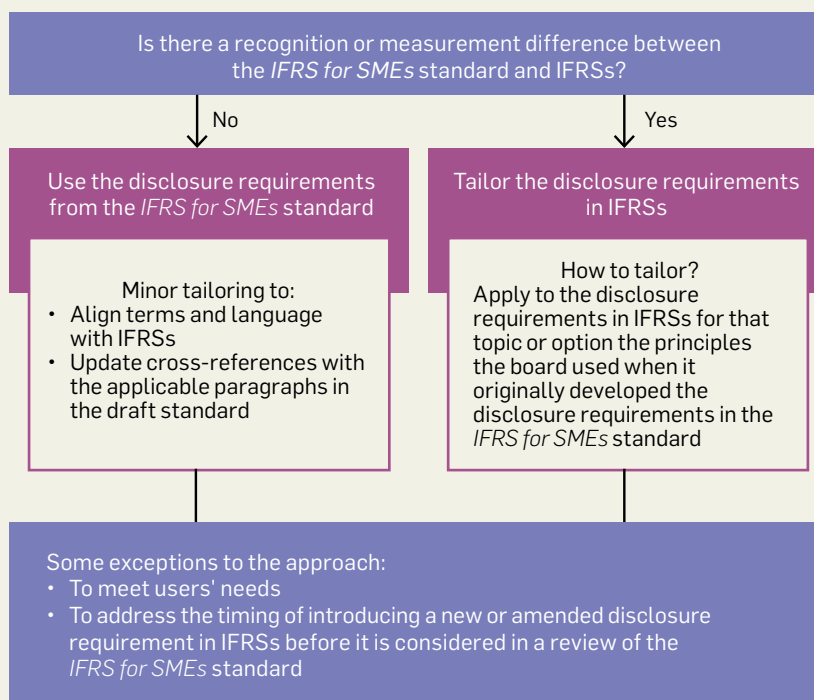 Is there a recognition or measurement difference between
the IFRS for SMEs standard and IFRSs?
No
Yes
Use the disclosure requirements
from the IFRS for SMEs standard
Minor tailoring to:
• Align terms and language
with IFRSs
• Update cross-references with
the applicable paragraphs in
the draft standard
Tailor the disclosure requirements
in IFRSs
How to tailor?
Apply to the disclosure
requirements in IFRSs for that
topic or option the principles
the board used when it
originally developed the
disclosure requirements in the
IFRS for SMEs standard
Some exceptions to the approach:
• To meet users' needs
• To address the timing of introducing a new or amended disclosure
requirement in IFRSs before it is considered in a review of the
IFRS for SMEs standard